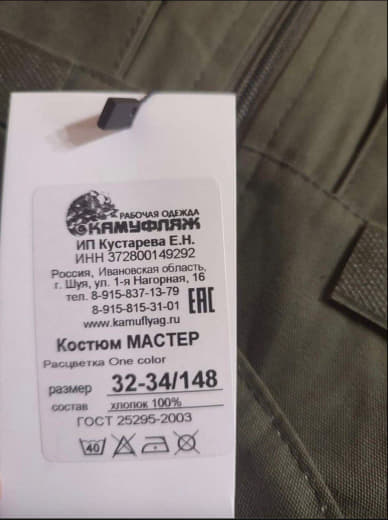 РАБОЧАЯ ОДЕЖДА
КАМУФЛЯЖ
ИП Кустарева Е.Н.
ИНН 372800149292
Россия, Ивановская область,
г. Шуя, ул. 1-я Нагорная, 16
тел. 8-915-837-13-79
8-915-815-31-01
EAC
www.kamuflyag.ru
Костюм МАСТЕР
Расцветка One color
размер 32-34/148
состав хлопок 100%
ГОСТ 25295-2003
40